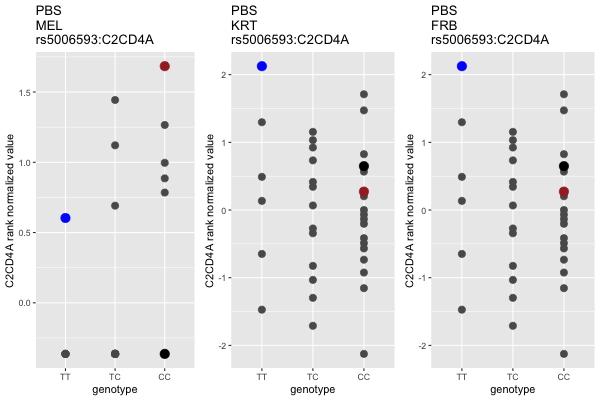 PBS
MEL
rs5006593:C2CD4A
C2CD4A rank normalized value
1.5
1.0
0.5
0.0
TT TC CC
genotype
PBS
KRT
rs5006593:C2CD4A
C2CD4A rank normalized value
2
1
0
-1
-2
TT TC CC
genotype
PBS
FRB
rs5006593:C2CD4A
C2CD4A rank normalized value
2
1
0
-1
-2
TT TC CC
genotype